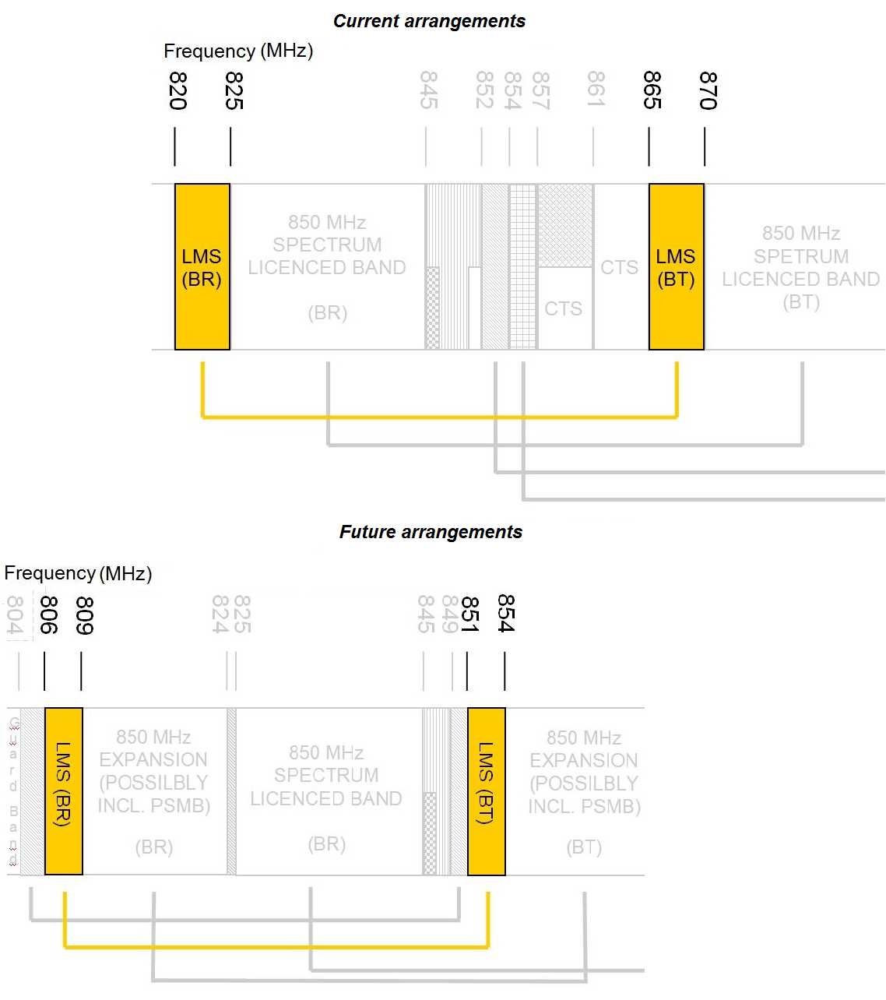 Current arrangements
Frequency (MHz)
820
825
845
852
854
857
861
865
870
LMS
(BR)
850 MHz
SPECTRUM
LICENCED BAND
(BR)
CTS
CTS
LMS
(BT)
850 MHz
SPETRUM
LICENCED BAND
(BT)
Future arrangements
Frequency (MHz)
804
806
809
824
825
845
849
851
854
Guard Band
LMS (BR)
850 MHz
EXPANSION
(POSSILBLY
INCL. PSMB)
(BR)
850 MHz
SPECTRUM
LICENCED BAND
(BR)
LMS (BT)
850 MHz
EXPANSION
(POSSILBLY
INCL. PSMB)
(BT)